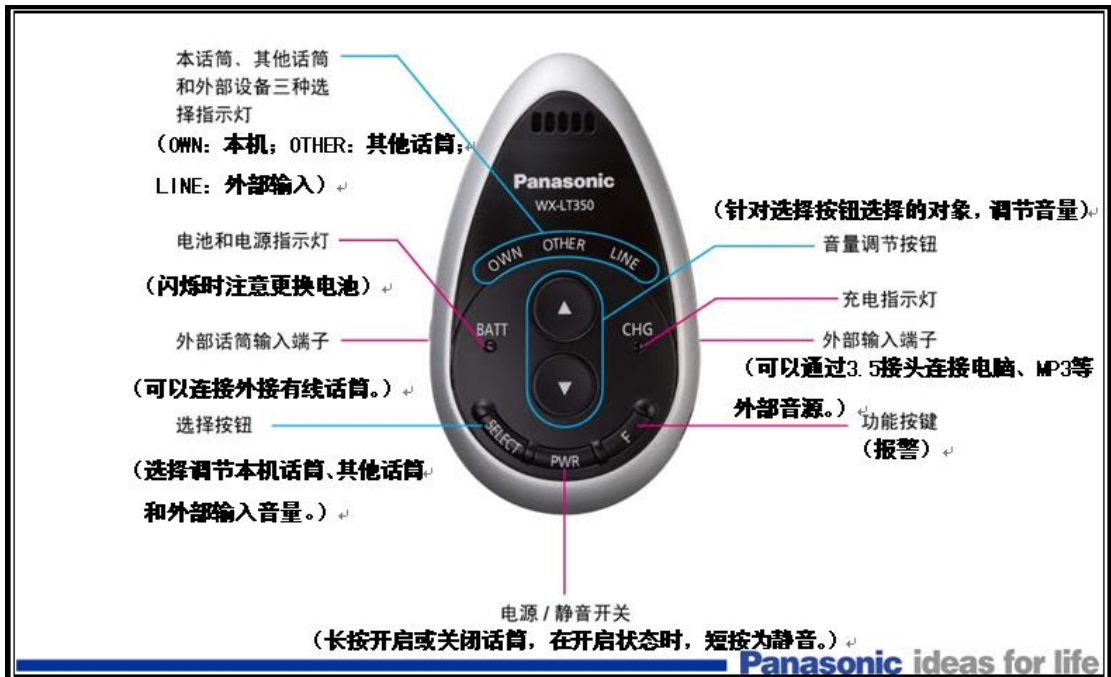 本话筒、其他话筒
和外部设备三种选
择指示灯
（OWN：本机；OTHER：其他话筒；
LINE：外部输入）
电池和电源指示灯
（闪烁时注意更换电池）
外部话筒输入端子
（可以连接外接有线话筒。）
选择按钮
（选择调节本机话筒、其他话筒
和外部输入音量。）
Panasonic
WX-LT350
OWN OTHER LINE
▲
BATT CHG
▼
SELECT PWR F
（针对选择按钮选择的对象，调节音量）
音量调节按钮
充电指示灯
外部输入端子
（可以通过3.5接头连接电脑、MP3等
外部音源。）
功能按键
（报警）
电源/静音开关
（长按开启或关闭话筒，在开启状态时，短按为静音。）
Panasonic ideas for life